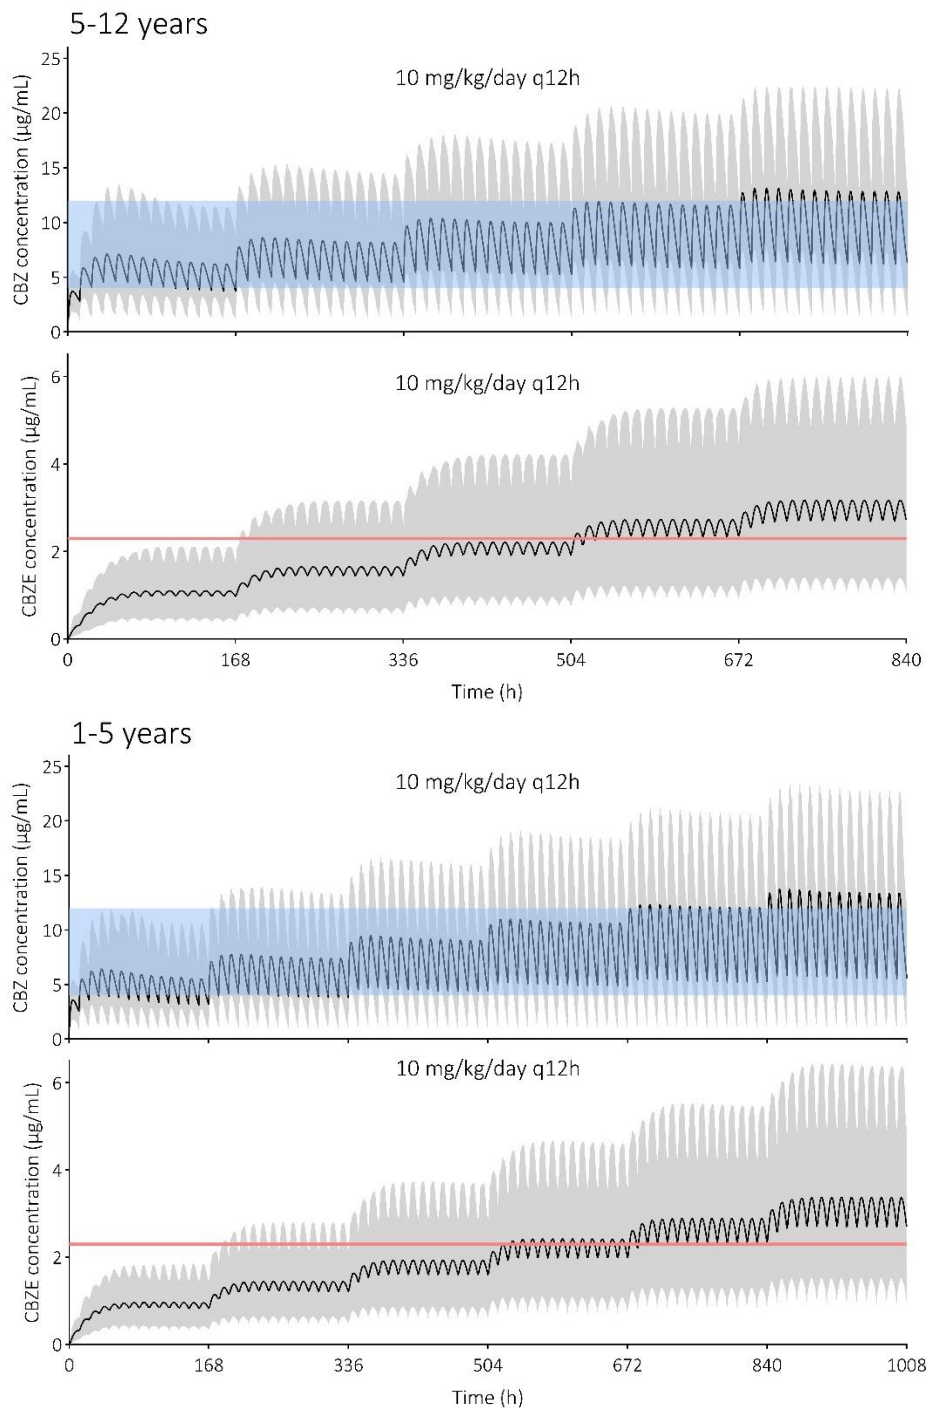 5-12 years
10 mg/kg/day q12h
CBZ concentration (µg/mL)
25
20
15
10
5
0
10 mg/kg/day q12h
CBZE concentration (µg/mL)
6
4
2
0
0 168 336 504 672 840
Time (h)
1-5 years
10 mg/kg/day q12h
CBZ concentration (µg/mL)
25
20
15
10
5
0
10 mg/kg/day q12h
CBZE concentration (µg/mL)
6
4
2
0
0 168 336 504 672 840 1008
Time (h)